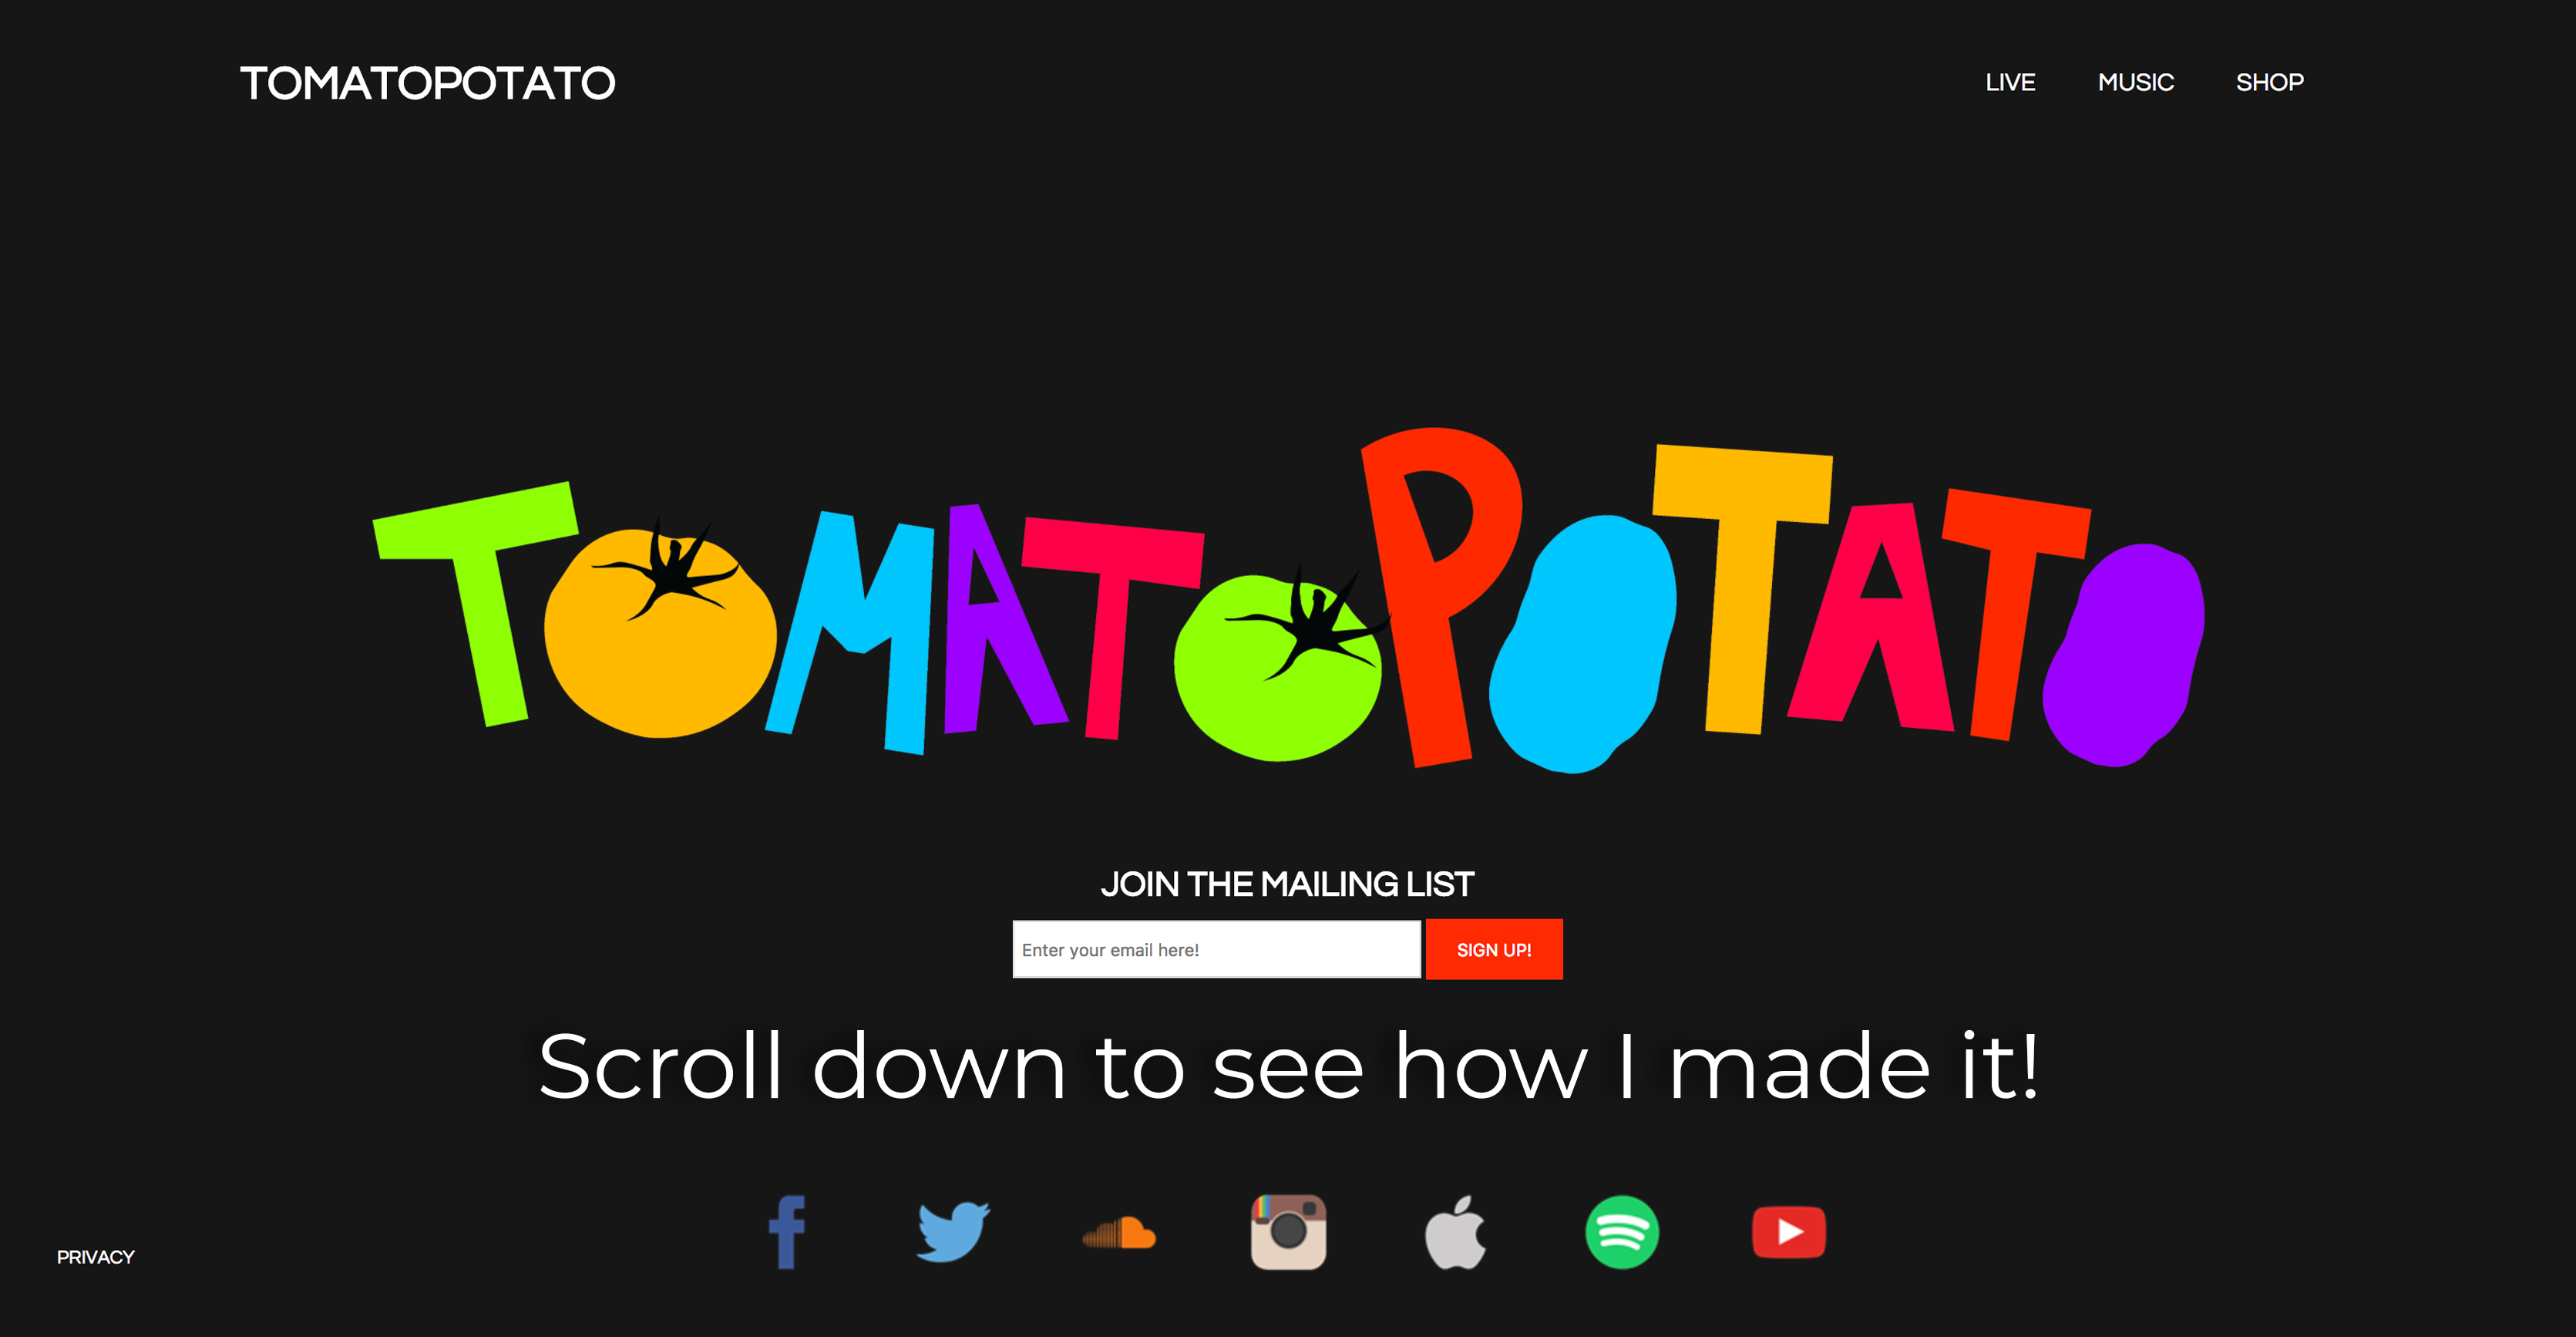 TOMATOPOTATO
LIVE MUSIC SHOP
TOMATOPOTATO
JOIN THE MAILING LIST
Enter your email here! SIGN UP!
Scroll down to see how I made it!
PRIVACY